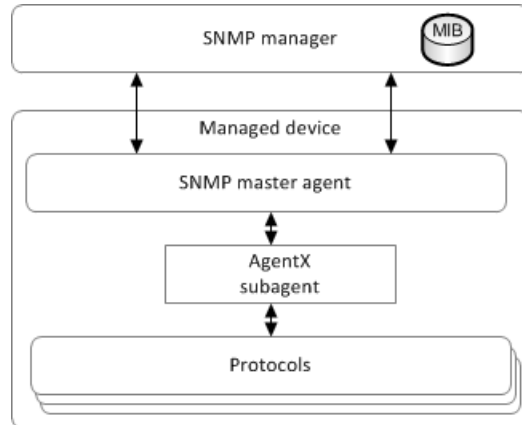 SNMP manager
MIB
Managed device
SNMP master agent
AgentX
subagent
Protocols